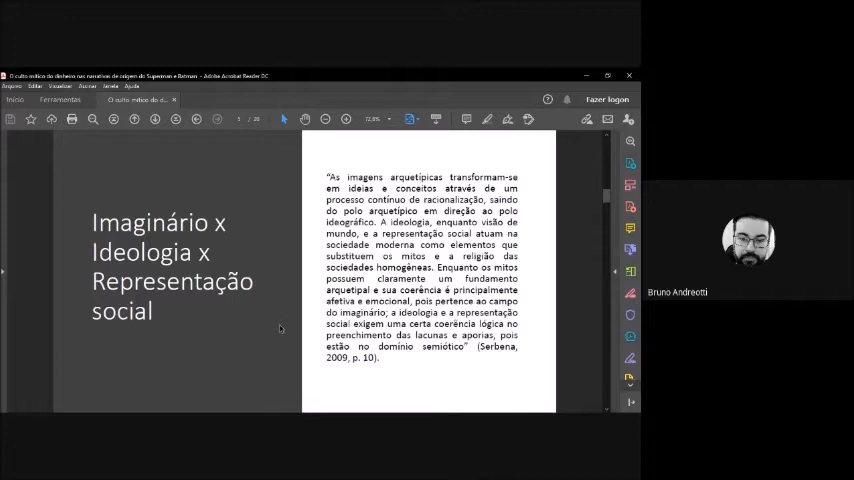 O culto mítico do dinheiro nas narrativas de origem do Superman e Batman - Adobe Acrobat Reader DC
Arquivo Editar Visualizar Assinar Janela Ajuda
Início Ferramentas O culto mítico do d... × Fazer logon
72,8%
Imaginário x
Ideologia x
Representação
social
“As imagens arquetípicas transformam-se
em ideias e conceitos através de um
processo contínuo de racionalização, saindo
do polo arquetípico em direção ao polo
ideográfico. A ideologia, enquanto visão de
mundo, e a representação social atuam na
sociedade moderna como elementos que
substituem os mitos e a religião das
sociedades homogêneas. Enquanto os mitos
possuem claramente um fundamento
arquetipal e sua coerência é principalmente
afetiva e emocional, pois pertence ao campo
do imaginário; a ideologia e a representação
social exigem uma certa coerência lógica no
preenchimento das lacunas e aporias, pois
estão no domínio semiótico” (Serbena,
2009, p. 10).
Bruno Andreotti